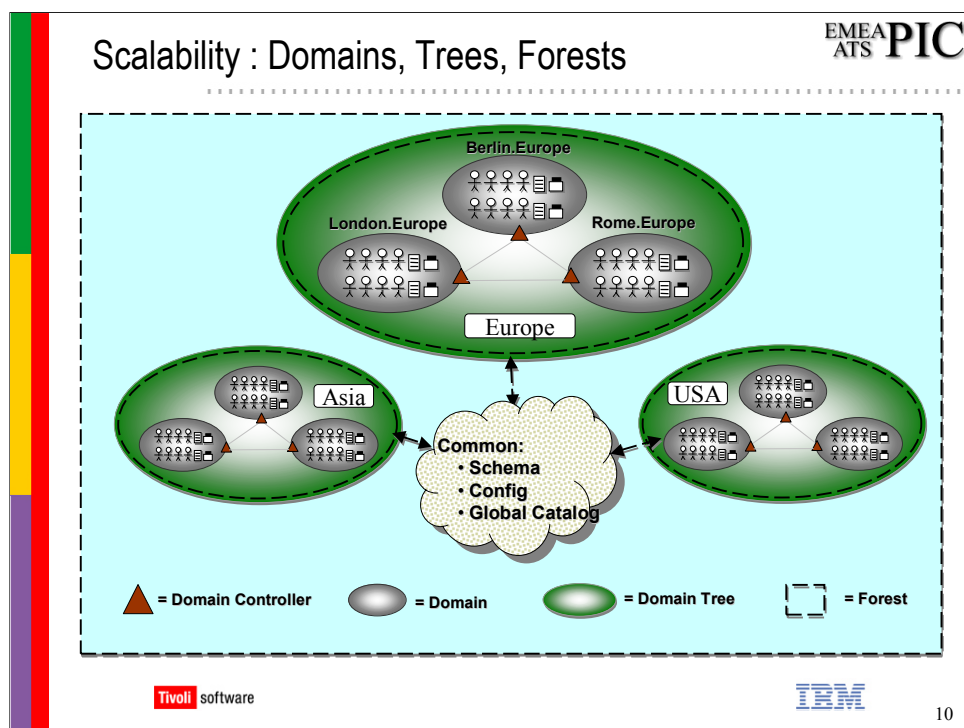 Scalability : Domains, Trees, Forests
EMEA
ATS PIC
Berlin.Europe
London.Europe
Rome.Europe
Europe
Asia
USA
Common:
• Schema
• Config
• Global Catalog
= Domain Controller
= Domain
= Domain Tree
= Forest
Tivoli software
IBM
10